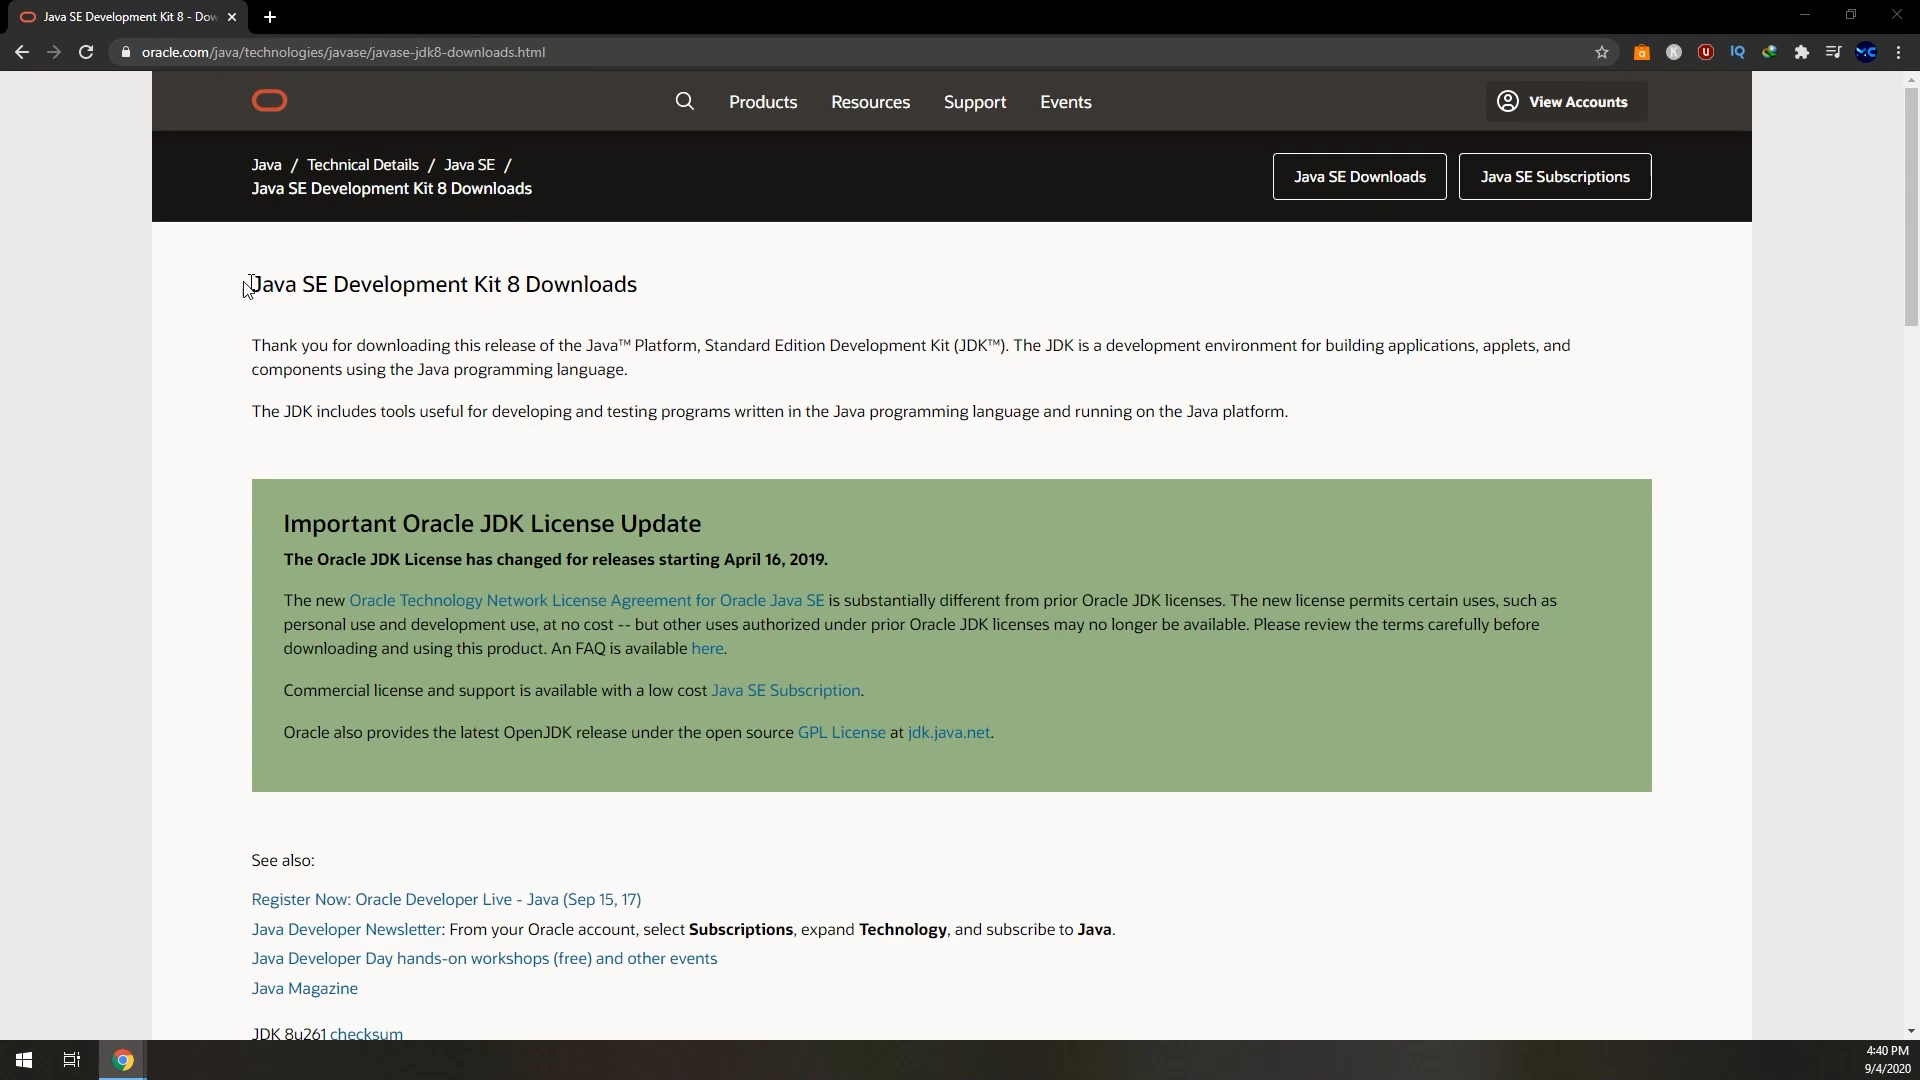 Java SE Development Kit 8 - Dow
oracle.com/java/technologies/javase/javase-jdk8-downloads.html
Products Resources Support Events View Accounts
Java / Technical Details / Java SE /
Java SE Development Kit 8 Downloads
Java SE Downloads Java SE Subscriptions
Java SE Development Kit 8 Downloads
Thank you for downloading this release of the Java™ Platform, Standard Edition Development Kit (JDK™). The JDK is a development environment for building applications, applets, and
components using the Java programming language.
The JDK includes tools useful for developing and testing programs written in the Java programming language and running on the Java platform.
Important Oracle JDK License Update
The Oracle JDK License has changed for releases starting April 16, 2019.
The new Oracle Technology Network License Agreement for Oracle Java SE is substantially different from prior Oracle JDK licenses. The new license permits certain uses, such as
personal use and development use, at no cost -- but other uses authorized under prior Oracle JDK licenses may no longer be available. Please review the terms carefully before
downloading and using this product. An FAQ is available here.
Commercial license and support is available with a low cost Java SE Subscription.
Oracle also provides the latest OpenJDK release under the open source GPL License at jdk.java.net.
See also:
Register Now: Oracle Developer Live - Java (Sep 15, 17)
Java Developer Newsletter: From your Oracle account, select Subscriptions, expand Technology, and subscribe to Java.
Java Developer Day hands-on workshops (free) and other events
Java Magazine
JDK 8u261 checksum
4:40 PM
9/4/2020